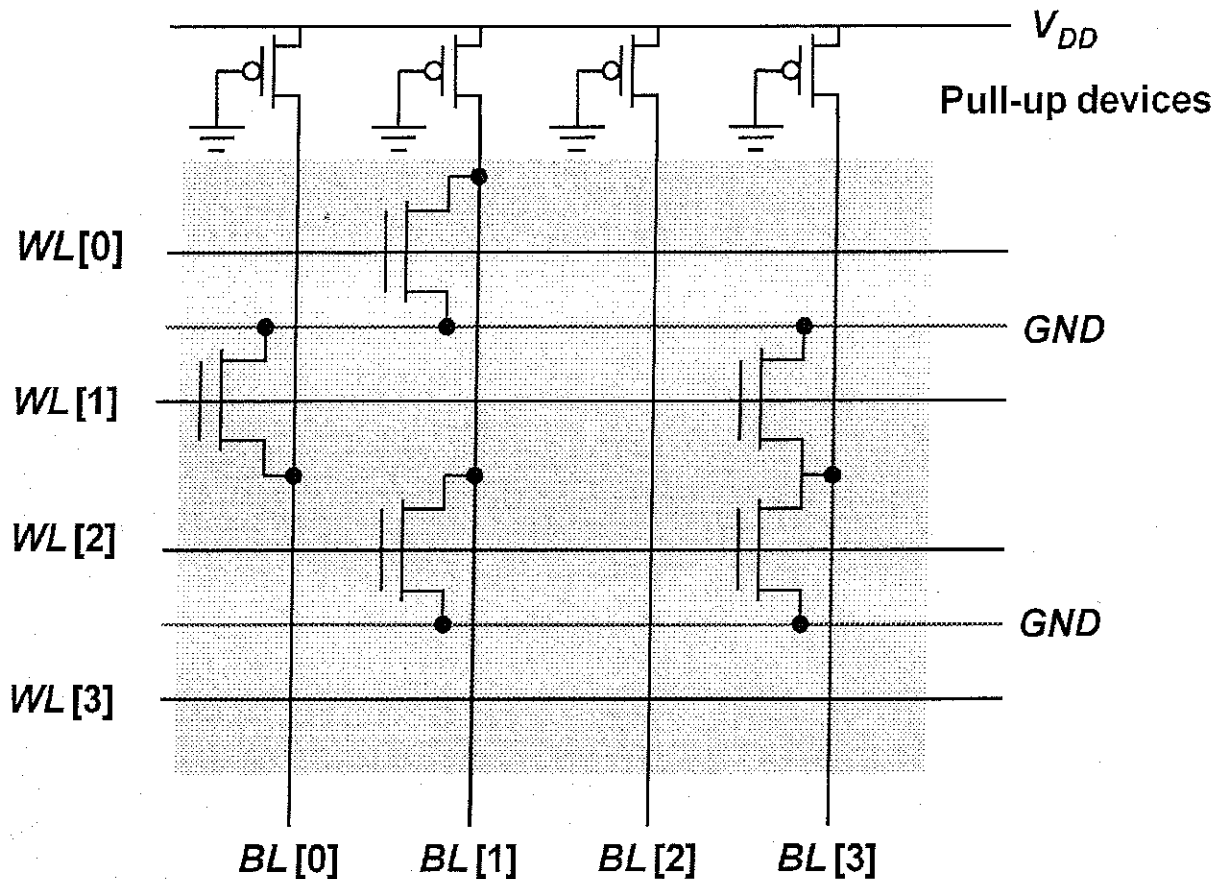 V_DD
Pull-up devices
WL[0]
GND
WL[1]
WL[2]
GND
WL[3]
BL[0] BL[1] BL[2] BL[3]